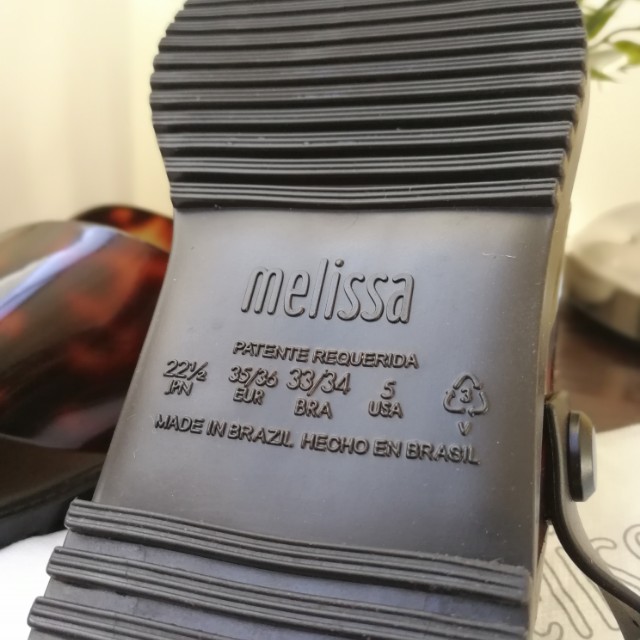 melissa
PATENTE REQUERIDA
22½ 35/36 33/34 5
JPN EUR BRA USA
3
V
MADE IN BRAZIL HECHO EN BRASIL